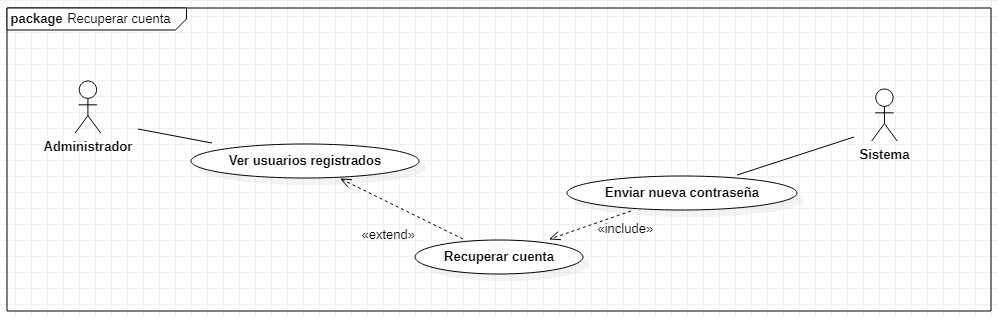 package Recuperar cuenta
Administrador
Sistema
Ver usuarios registrados
Enviar nueva contraseña
«extend»
«include»
Recuperar cuenta